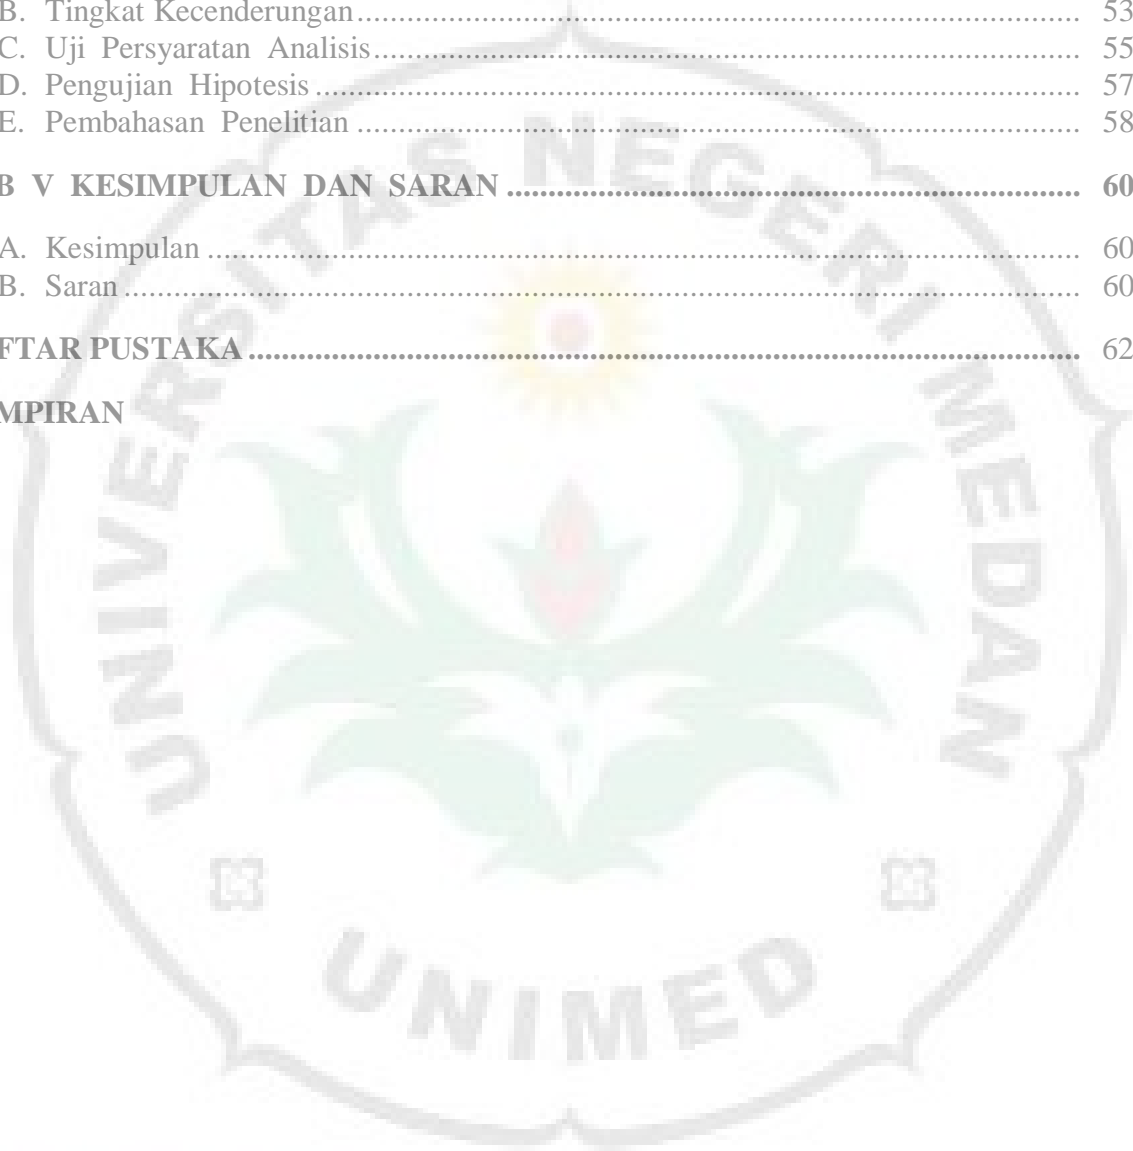 B. Tingkat Kecenderungan ........................................................................................... 53
C. Uji Persyaratan Analisis ......................................................................................... 55
D. Pengujian Hipotesis ................................................................................................ 57
E. Pembahasan Penelitian ........................................................................................... 58
B V KESIMPULAN DAN SARAN ........................................................................ 60
A. Kesimpulan ............................................................................................................. 60
B. Saran ........................................................................................................................ 60
FTAR PUSTAKA ........................................................................................................ 62
MPIRAN
UNIVERSITAS NEGERI MEDAN
UNIMED